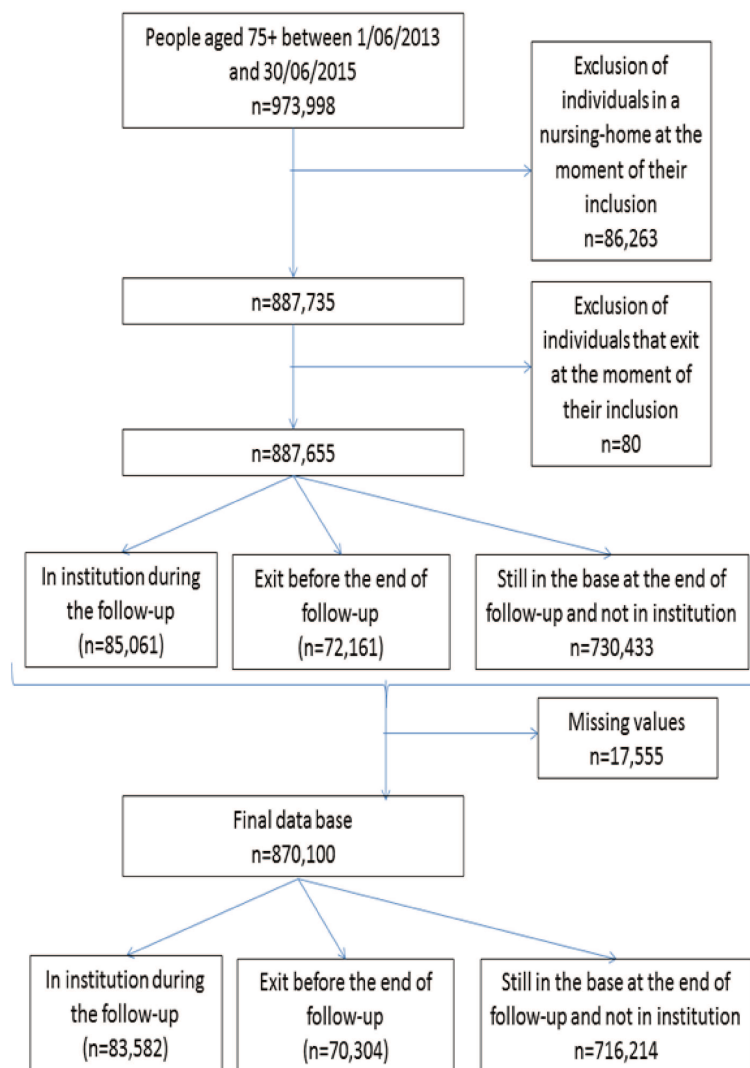 People aged 75+ between 1/06/2013
and 30/06/2015
n=973,998
Exclusion of
individuals in a
nursing-home at the
moment of their
inclusion
n=86,263
n=887,735
Exclusion of
individuals that exit
at the moment of
their inclusion
n=80
n=887,655
In institution during
the follow-up
(n=85,061)
Exit before the end of
follow-up
(n=72,161)
Still in the base at the end of
follow-up and not in institution
n=730,433
Missing values
n=17,555
Final data base
n=870,100
In institution during
the follow-up
(n=83,582)
Exit before the end of
follow-up
(n=70,304)
Still in the base at the end of
follow-up and not in institution
n=716,214